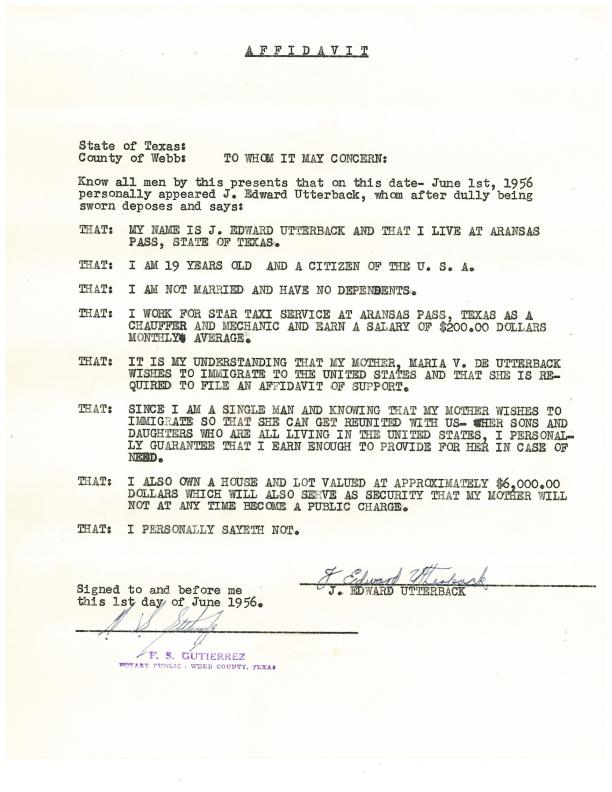 AFFIDAVIT
State of Texas:
County of Webb: TO WHOM IT MAY CONCERN:
Know all men by this presents that on this date- June 1st, 1956
personally appeared J. Edward Utterback, whom after dully being
sworn deposes and says:
THAT: MY NAME IS J. EDWARD UTTERBACK AND THAT I LIVE AT ARANSAS
PASS, STATE OF TEXAS.
THAT: I AM 19 YEARS OLD AND A CITIZEN OF THE U. S. A.
THAT: I AM NOT MARRIED AND HAVE NO DEPENDENTS.
THAT: I WORK FOR STAR TAXI SERVICE AT ARANSAS PASS, TEXAS AS A
CHAUFFER AND MECHANIC AND EARN A SALARY OF $200.00 DOLLARS
MONTHLY AVERAGE.
THAT: IT IS MY UNDERSTANDING THAT MY MOTHER, MARIA V. DE UTTERBACK
WISHES TO IMMIGRATE TO THE UNITED STATES AND THAT SHE IS RE-
QUIRED TO FILE AN AFFIDAVIT OF SUPPORT.
THAT: SINCE I AM A SINGLE MAN AND KNOWING THAT MY MOTHER WISHES TO
IMMIGRATE SO THAT SHE CAN GET REUNITED WITH US- HER SONS AND
DAUGHTERS WHO ARE ALL LIVING IN THE UNITED STATES, I PERSONAL-
LY GUARANTEE THAT I EARN ENOUGH TO PROVIDE FOR HER IN CASE OF
NEED.
THAT: I ALSO OWN A HOUSE AND LOT VALUED AT APPROXIMATELY $6,000.00
DOLLARS WHICH WILL ALSO SERVE AS SECURITY THAT MY MOTHER WILL
NOT AT ANY TIME BECOME A PUBLIC CHARGE.
THAT: I PERSONALLY SAYETH NOT.
J Edward Utterback
J. EDWARD UTTERBACK
Signed to and before me
this 1st day of June 1956.
F. S. GUTIERREZ
NOTARY PUBLIC - WEBB COUNTY, TEXAS